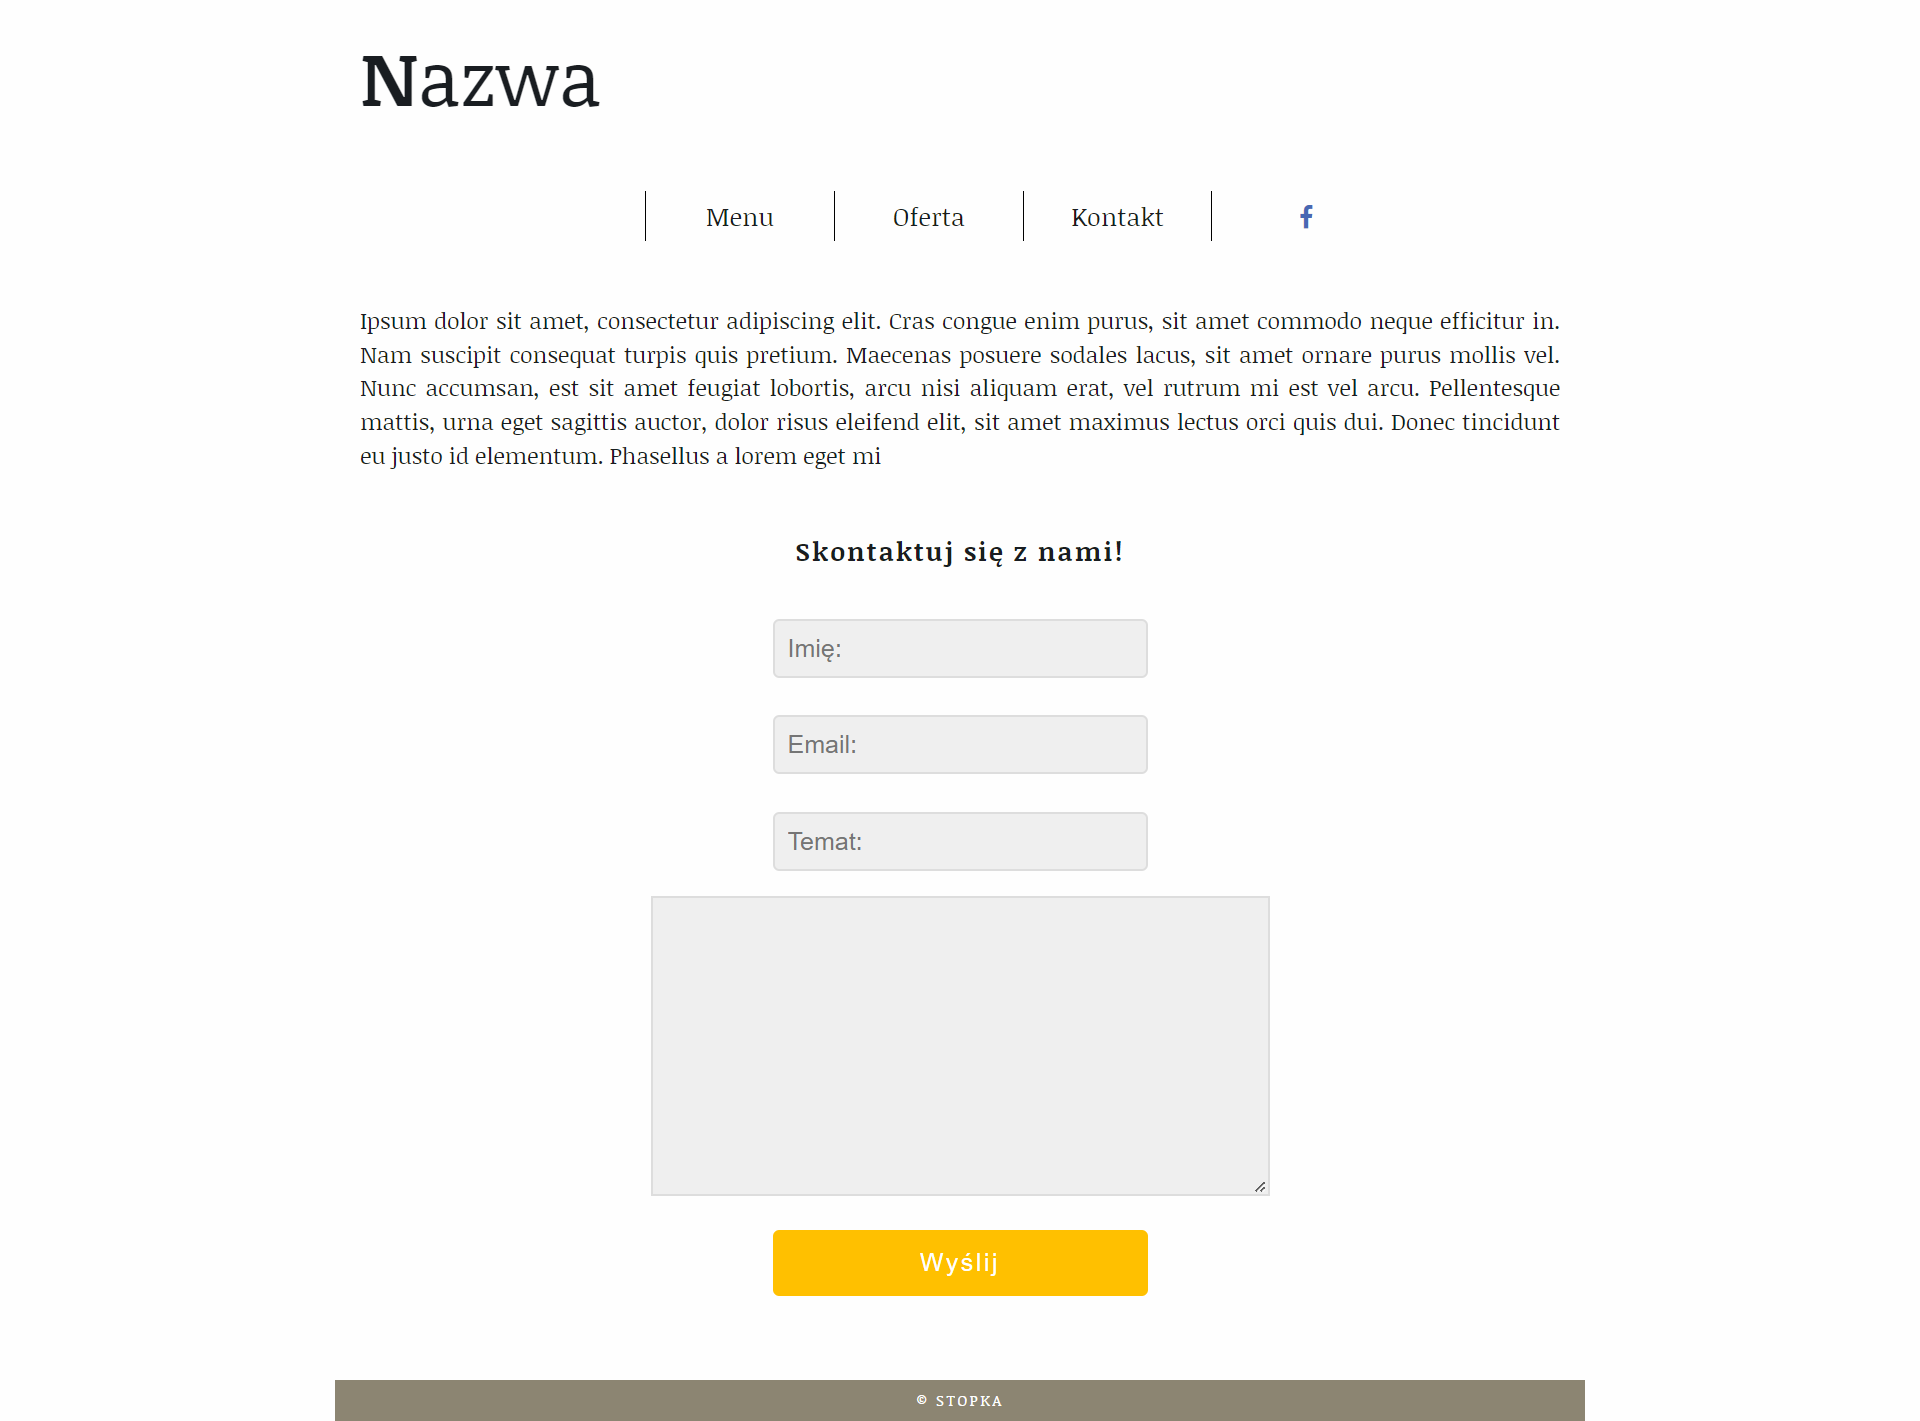 Nazwa
Menu Oferta Kontakt f
Ipsum dolor sit amet, consectetur adipiscing elit. Cras congue enim purus, sit amet commodo neque efficitur in.
Nam suscipit consequat turpis quis pretium. Maecenas posuere sodales lacus, sit amet ornare purus mollis vel.
Nunc accumsan, est sit amet feugiat lobortis, arcu nisi aliquam erat, vel rutrum mi est vel arcu. Pellentesque
mattis, urna eget sagittis auctor, dolor risus eleifend elit, sit amet maximus lectus orci quis dui. Donec tincidunt
eu justo id elementum. Phasellus a lorem eget mi
Skontaktuj się z nami!
Imię:
Email:
Temat:
Wyślij
© STOPKA